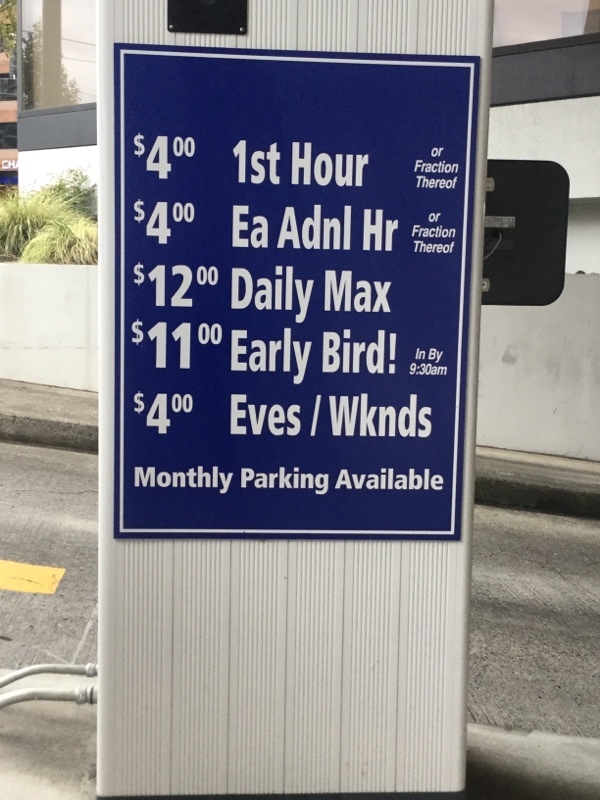 $4.00 1st Hour or Fraction Thereof
$4.00 Ea Adnl Hr or Fraction Thereof
$12.00 Daily Max
$11.00 Early Bird! In By 9:30am
$4.00 Eves / Wknds
Monthly Parking Available
CHA